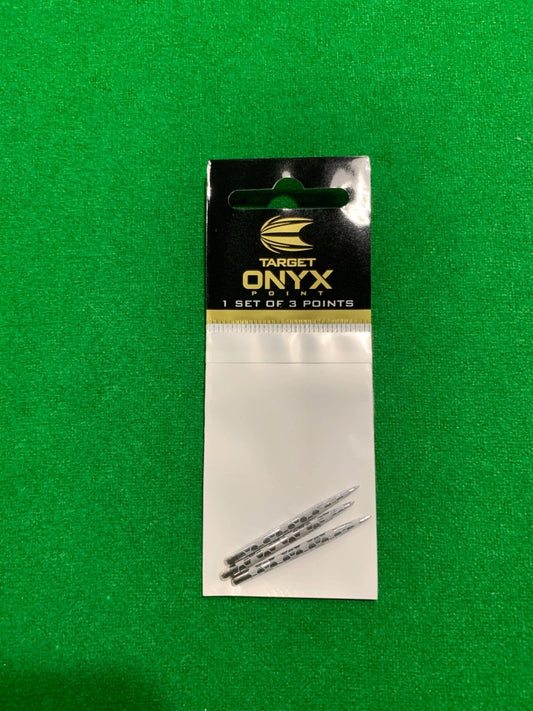 TARGET
ONYX
POINT
1 SET OF 3 POINTS